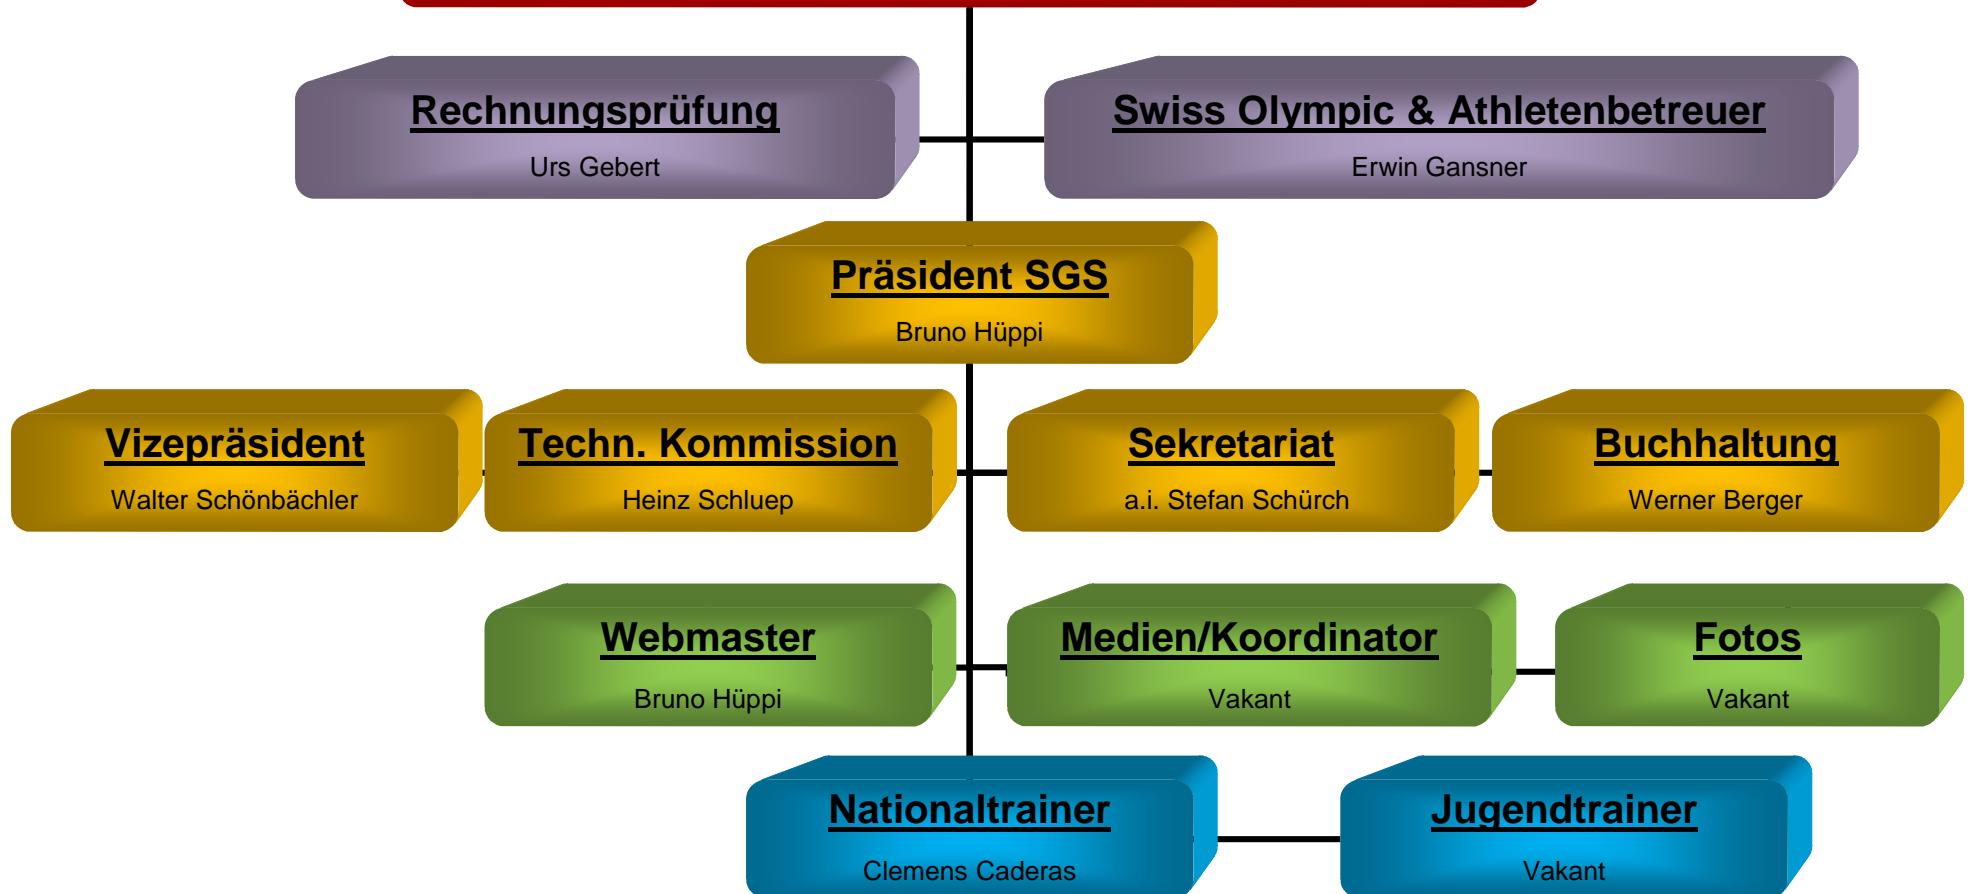 Rechnungsprüfung
Urs Gebert
Swiss Olympic & Athletenbetreuer
Erwin Gansner
Präsident SGS
Bruno Hüppi
Vizepräsident
Walter Schönbächler
Techn. Kommission
Heinz Schluep
Sekretariat
a.i. Stefan Schürch
Buchhaltung
Werner Berger
Webmaster
Bruno Hüppi
Medien/Koordinator
Vakant
Fotos
Vakant
Nationaltrainer
Clemens Caderas
Jugendtrainer
Vakant